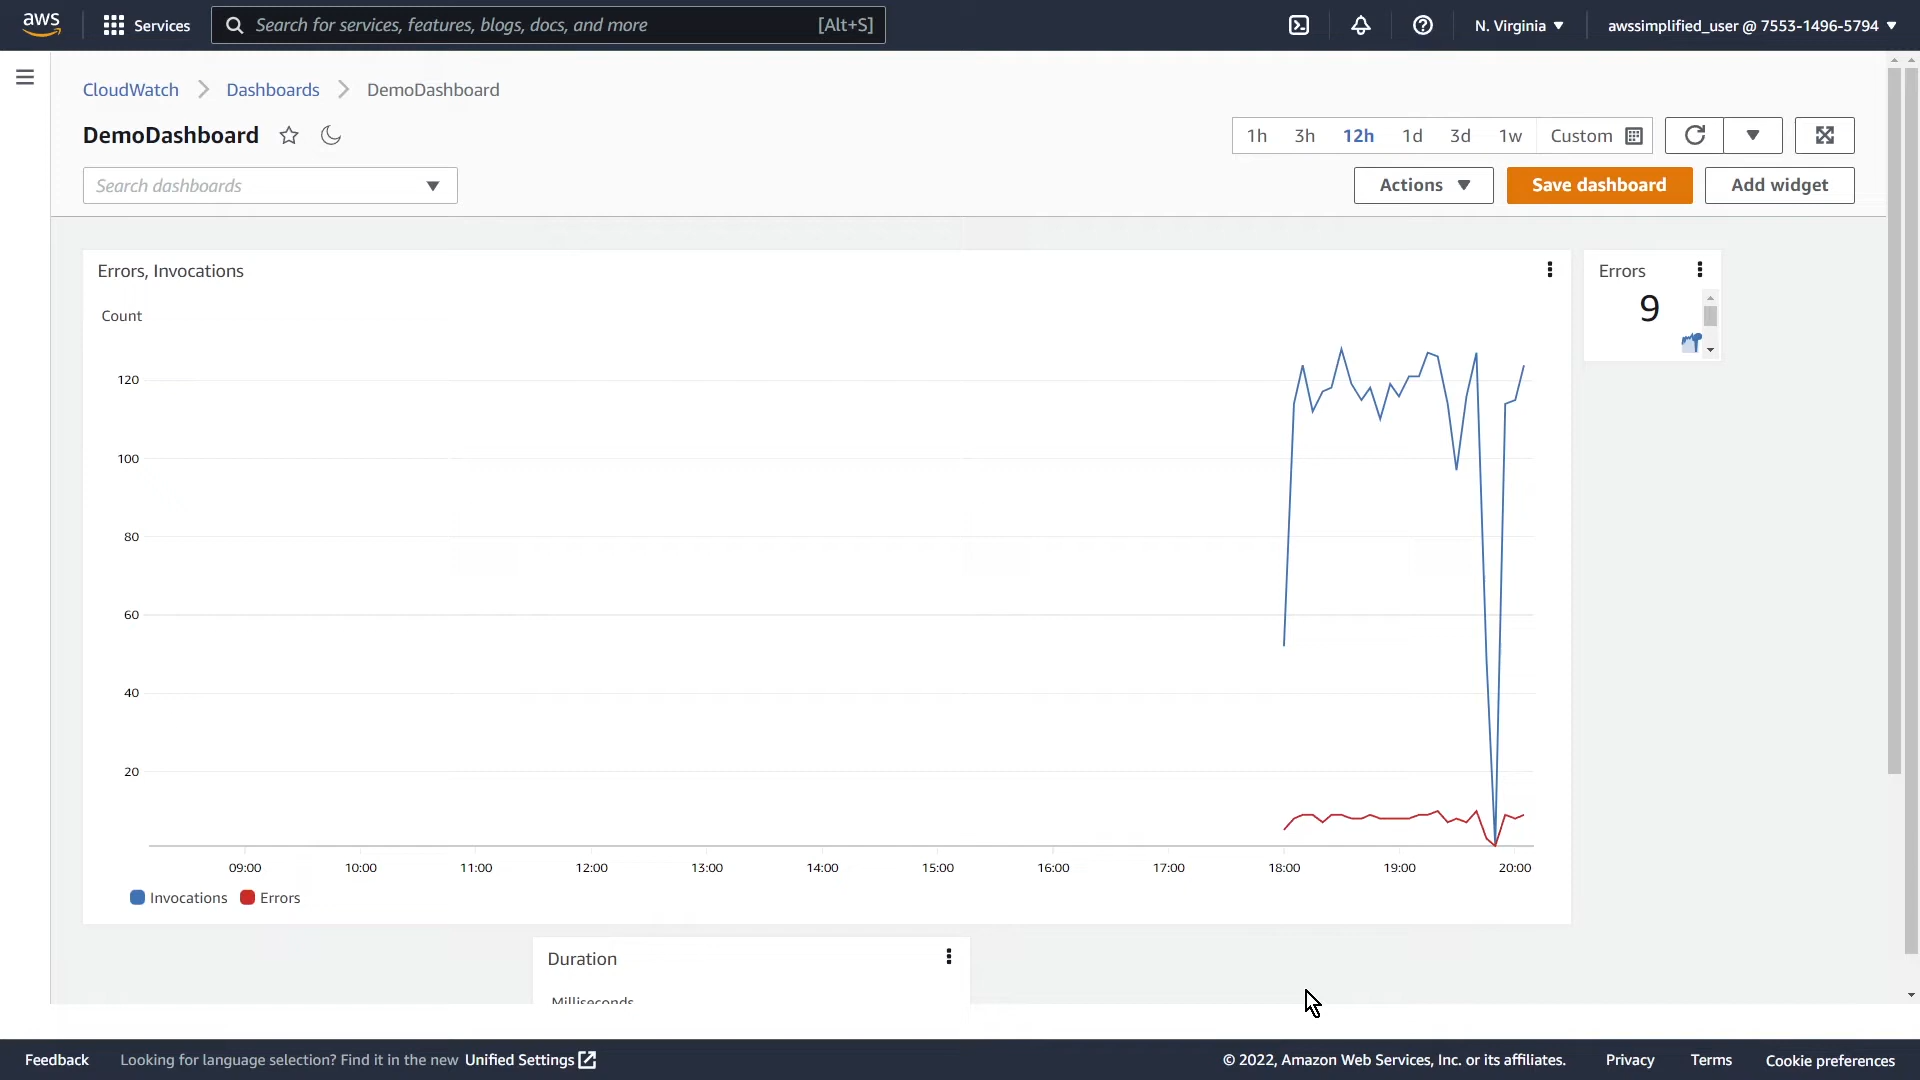 aws Services Search for services, features, blogs, docs, and more [Alt+S] N. Virginia ▼ awssimplified_user @ 7553-1496-5794 ▼
CloudWatch > Dashboards > DemoDashboard
DemoDashboard 1h 3h 12h 1d 3d 1w Custom
Search dashboards Actions Save dashboard Add widget
Errors, Invocations
Count
120
100
80
60
40
20
09:00 10:00 11:00 12:00 13:00 14:00 15:00 16:00 17:00 18:00 19:00 20:00
Invocations Errors
Errors
9
Duration
Milliseconds
Feedback Looking for language selection? Find it in the new Unified Settings © 2022, Amazon Web Services, Inc. or its affiliates. Privacy Terms Cookie preferences